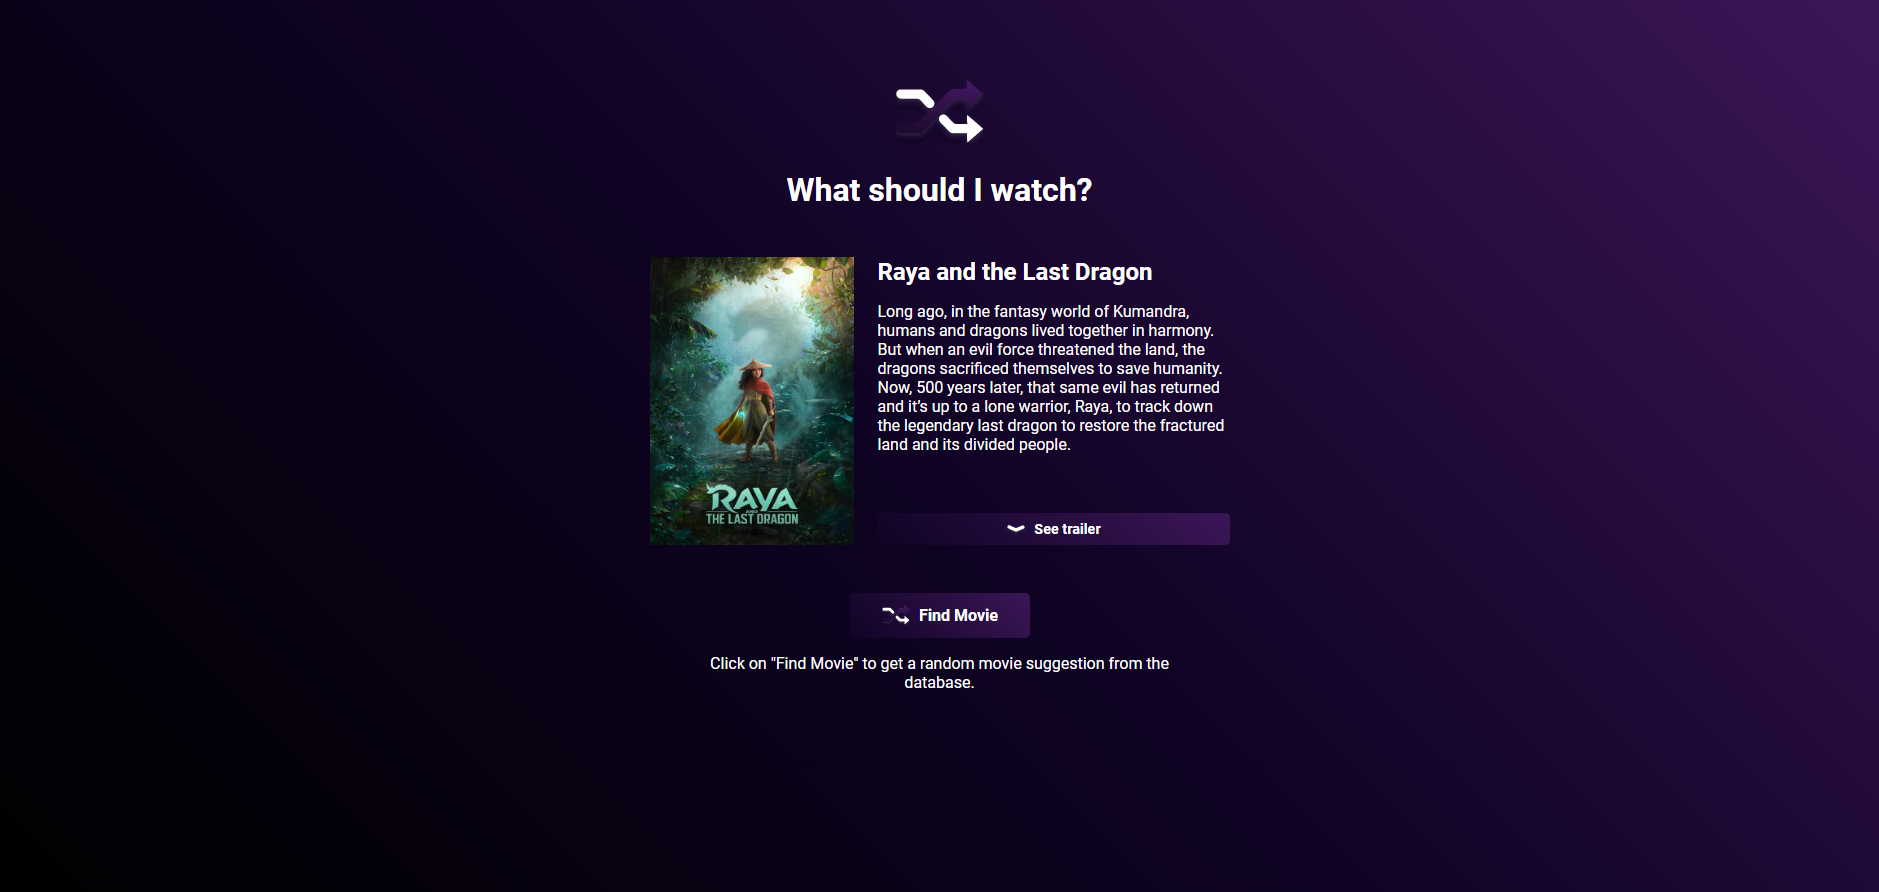 What should I watch?
RAYA
AND
THE LAST DRAGON
Raya and the Last Dragon
Long ago, in the fantasy world of Kumandra,
humans and dragons lived together in harmony.
But when an evil force threatened the land, the
dragons sacrificed themselves to save humanity.
Now, 500 years later, that same evil has returned
and it’s up to a lone warrior, Raya, to track down
the legendary last dragon to restore the fractured
land and its divided people.
See trailer
Find Movie
Click on "Find Movie" to get a random movie suggestion from the
database.